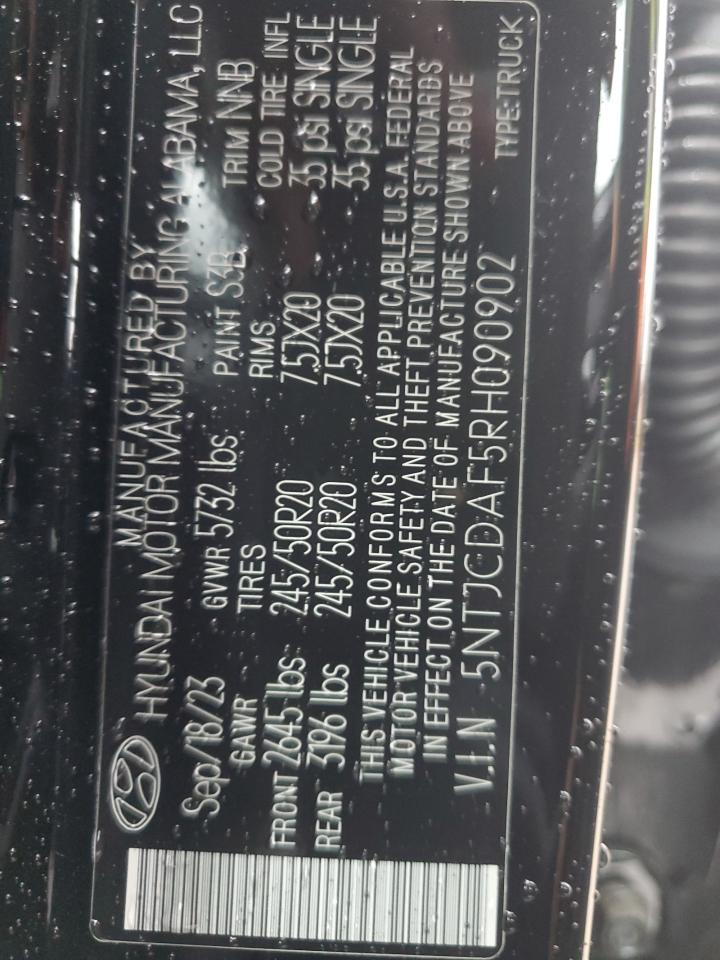 MANUFACTURED BY
HYUNDAI MOTOR MANUFACTURING ALABAMA, LLC
Sep/18/23 GVWR 5732 lbs PAINT S3B TRIM NNB
GAWR TIRES RIMS COLD TIRE INFL
FRONT 2645 lbs 245/50R20 7.5JX20 35 psi SINGLE
REAR 3196 lbs 245/50R20 7.5JX20 35 psi SINGLE
THIS VEHICLE CONFORMS TO ALL APPLICABLE U.S.A. FEDERAL
MOTOR VEHICLE SAFETY AND THEFT PREVENTION STANDARDS
IN EFFECT ON THE DATE OF MANUFACTURE SHOWN ABOVE
V.I.N 5NTJCDAF5RH090902 TYPE:TRUCK